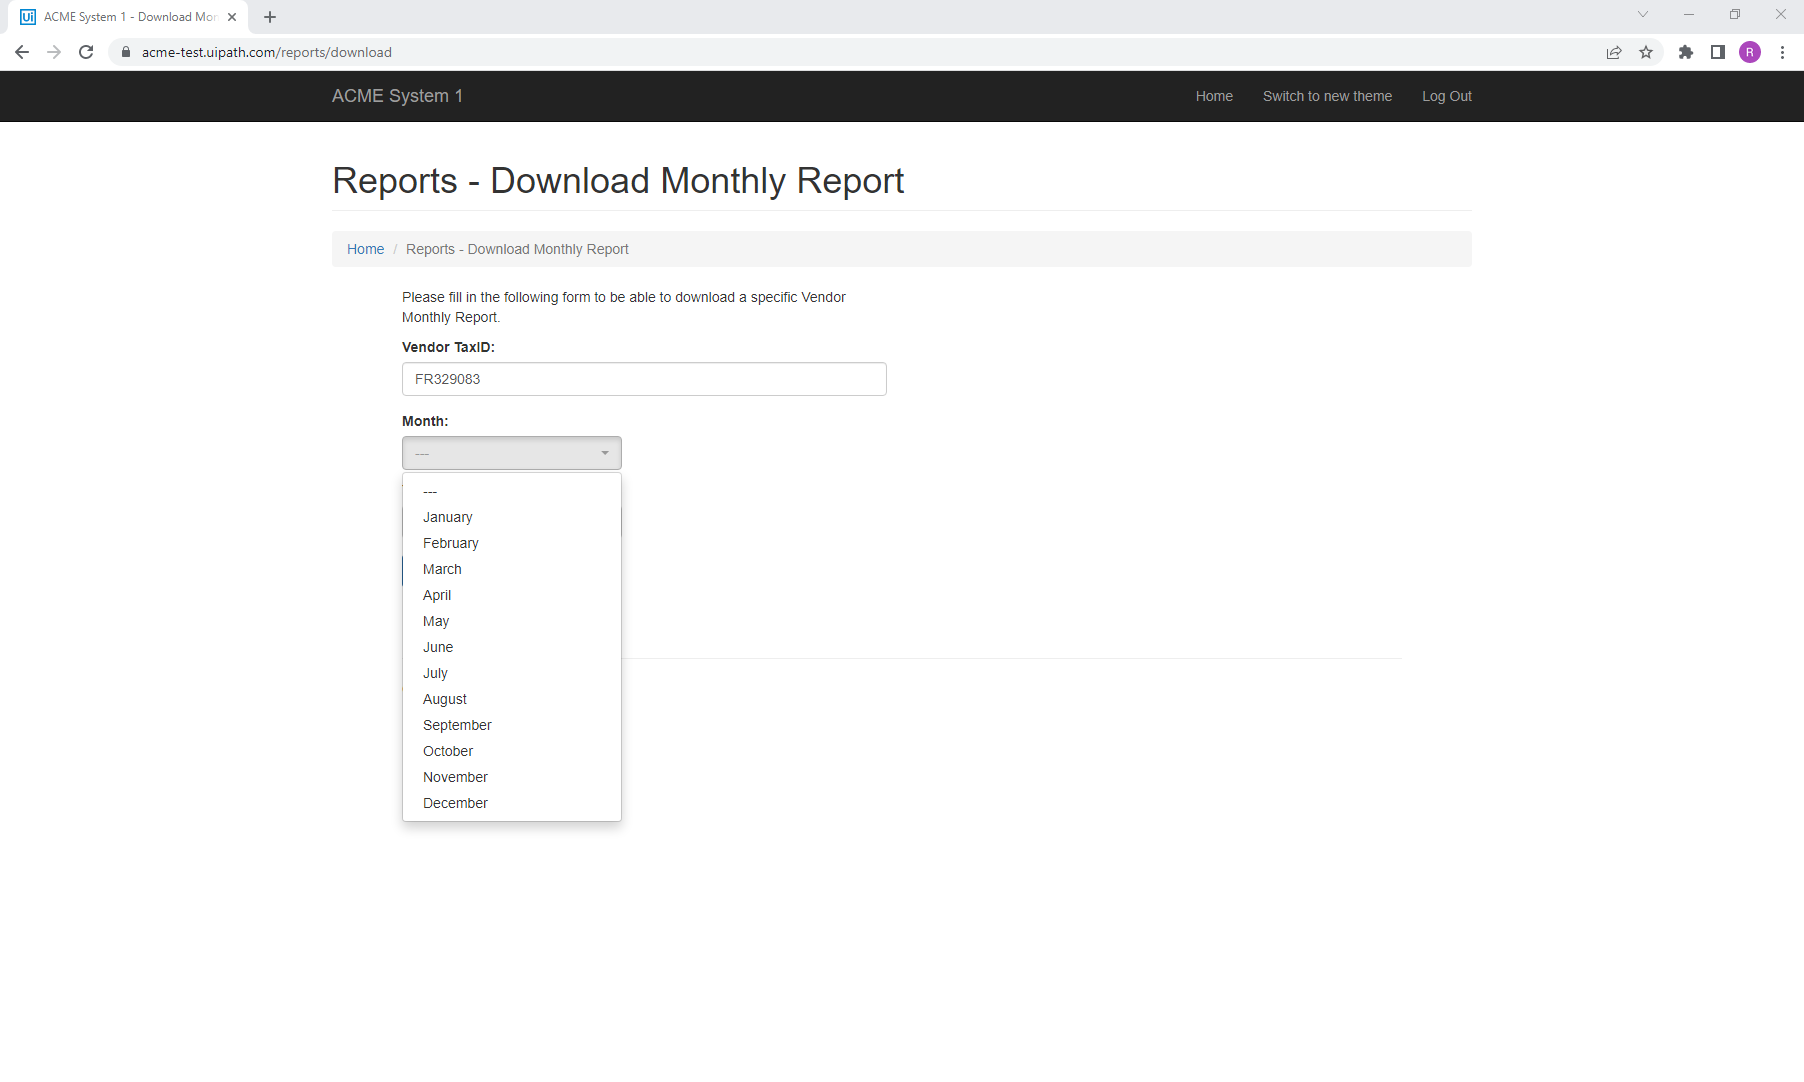 Ui ACME System 1 - Download Mon
acme-test.uipath.com/reports/download
R
ACME System 1
Home
Switch to new theme
Log Out
Reports - Download Monthly Report
Home / Reports - Download Monthly Report
Please fill in the following form to be able to download a specific Vendor
Monthly Report.
Vendor TaxID:
FR329083
Month:
---
---
January
February
March
April
May
June
July
August
September
October
November
December